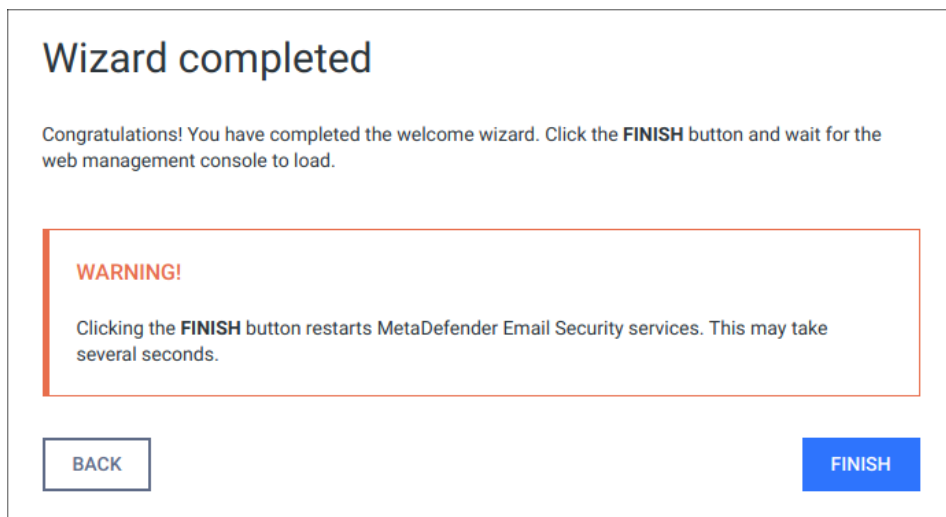 Wizard completed
Congratulations! You have completed the welcome wizard. Click the FINISH button and wait for the
web management console to load.
WARNING!
Clicking the FINISH button restarts MetaDefender Email Security services. This may take
several seconds.
BACK
FINISH